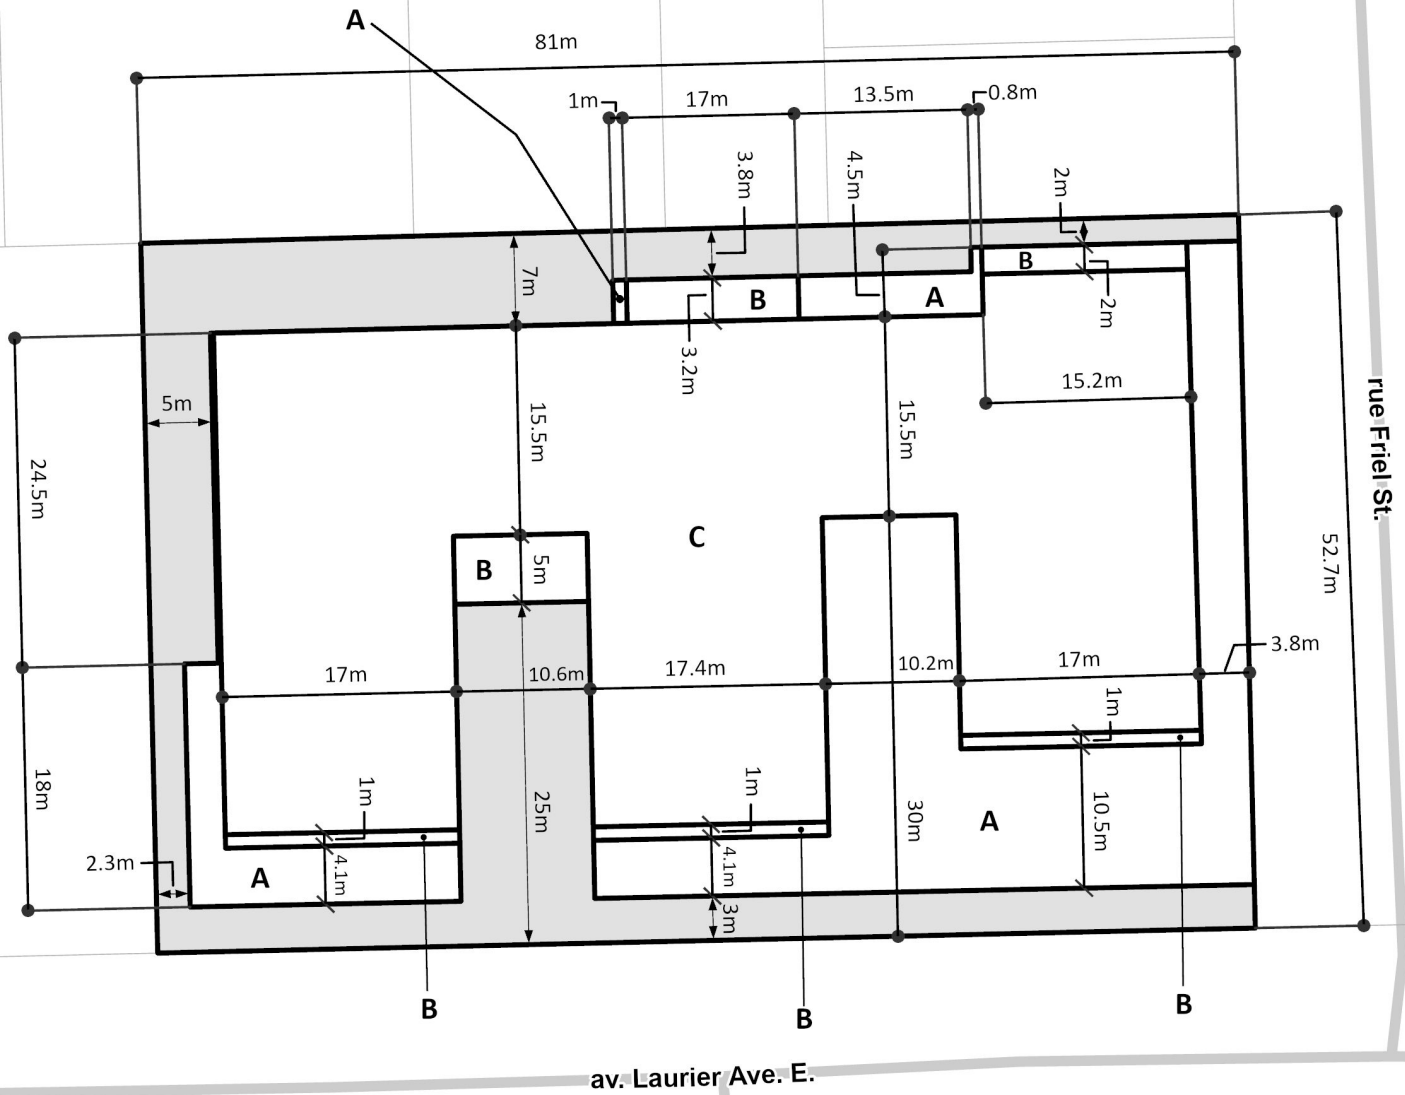 A
81m
1m
17m
13.5m
0.8m
3.8m
4.5m
2m
7m
B
A
B
2m
3.2m
5m
15.2m
15.5m
15.5m
rue Friel St.
24.5m
C
B
5m
52.7m
3.8m
17m
10.6m
17.4m
10.2m
17m
1m
18m
1m
1m
25m
30m
A
10.5m
2.3m
A
4.1m
4.1m
3m
B
B
B
av. Laurier Ave. E.